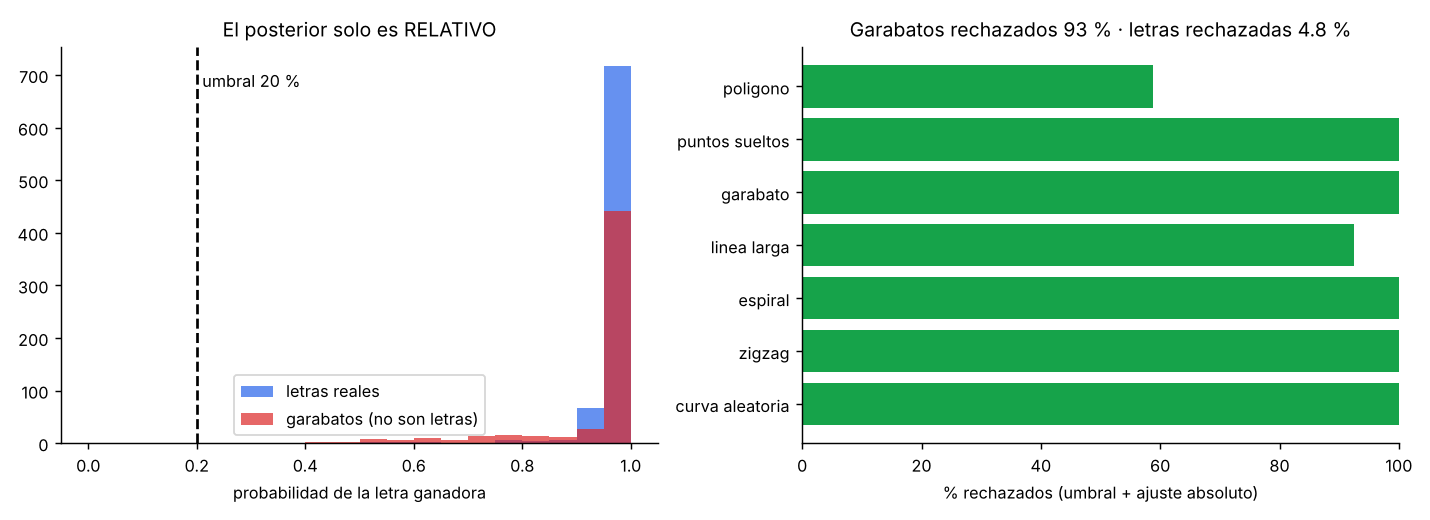 El posterior solo es RELATIVO
umbral 20 %
700
600
500
400
300
200
100
0
letras reales
garabatos (no son letras)
0.0 0.2 0.4 0.6 0.8 1.0
probabilidad de la letra ganadora
Garabatos rechazados 93 % · letras rechazadas 4.8 %
poligono
puntos sueltos
garabato
linea larga
espiral
zigzag
curva aleatoria
0 20 40 60 80 100
% rechazados (umbral + ajuste absoluto)